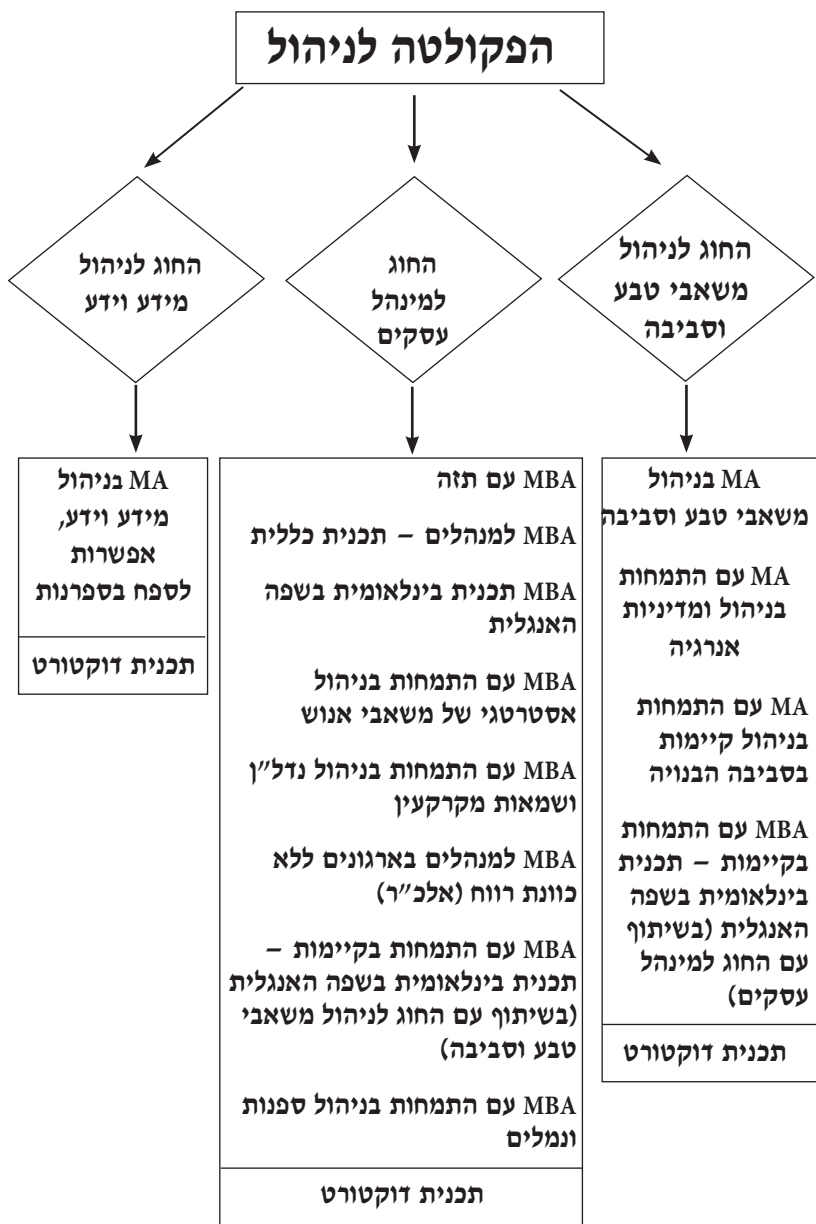 הפקולטה לניהול
החוג לניהול
משאבי טבע
וסביבה
החוג
למינהל
עסקים
החוג לניהול
מידע וידע
MA בניהול
משאבי טבע וסביבה
MA עם התמחות
בניהול ומדיניות
אנרגיה
MA עם התמחות
בניהול קיימות
בסביבה הבנויה
MBA עם התמחות
בקיימות – תכנית
בינלאומית בשפה
האנגלית (בשיתוף
עם החוג למינהל
עסקים)
תכנית דוקטורט
MBA עם תזה
MBA למנהלים – תכנית כללית
MBA תכנית בינלאומית בשפה
האנגלית
MBA עם התמחות בניהול
אסטרטגי של משאבי אנוש
MBA עם התמחות בניהול נדל"ן
ושמאות מקרקעין
MBA למנהלים בארגונים ללא
כוונת רווח (אלכ"ר)
MBA עם התמחות בקיימות –
תכנית בינלאומית בשפה האנגלית
(בשיתוף עם החוג לניהול משאבי
טבע וסביבה)
MBA עם התמחות בניהול ספנות
ונמלים
תכנית דוקטורט
MA בניהול
מידע וידע,
אפשרות
לספח בספרנות
תכנית דוקטורט